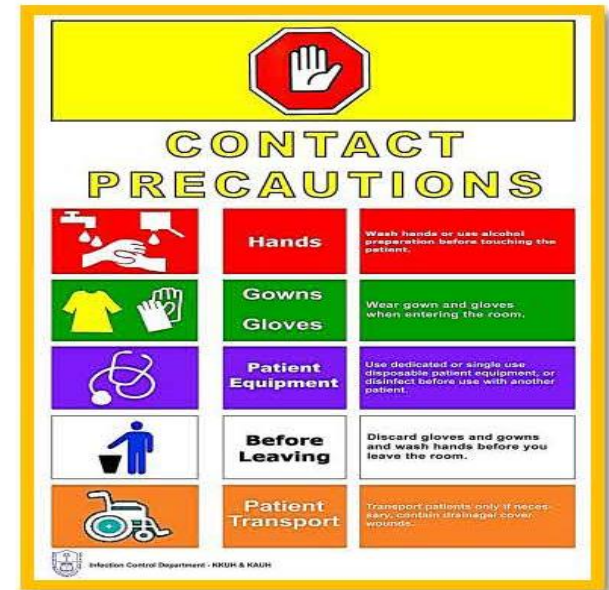 CONTACT
PRECAUTIONS
Hands
Wash hands or use alcohol
preparation before touching the
patient.
Gowns
Gloves
Wear gown and gloves
when entering the room.
Patient
Equipment
Use dedicated or single use
disposable patient equipment, or
disinfect before use with another
patient.
Before
Leaving
Discard gloves and gowns
and wash hands before you
leave the room.
Patient
Transport
Transport patients only if neces-
sary, contain drainage/ cover
wounds.
Infection Control Department - KKUH & KAUH